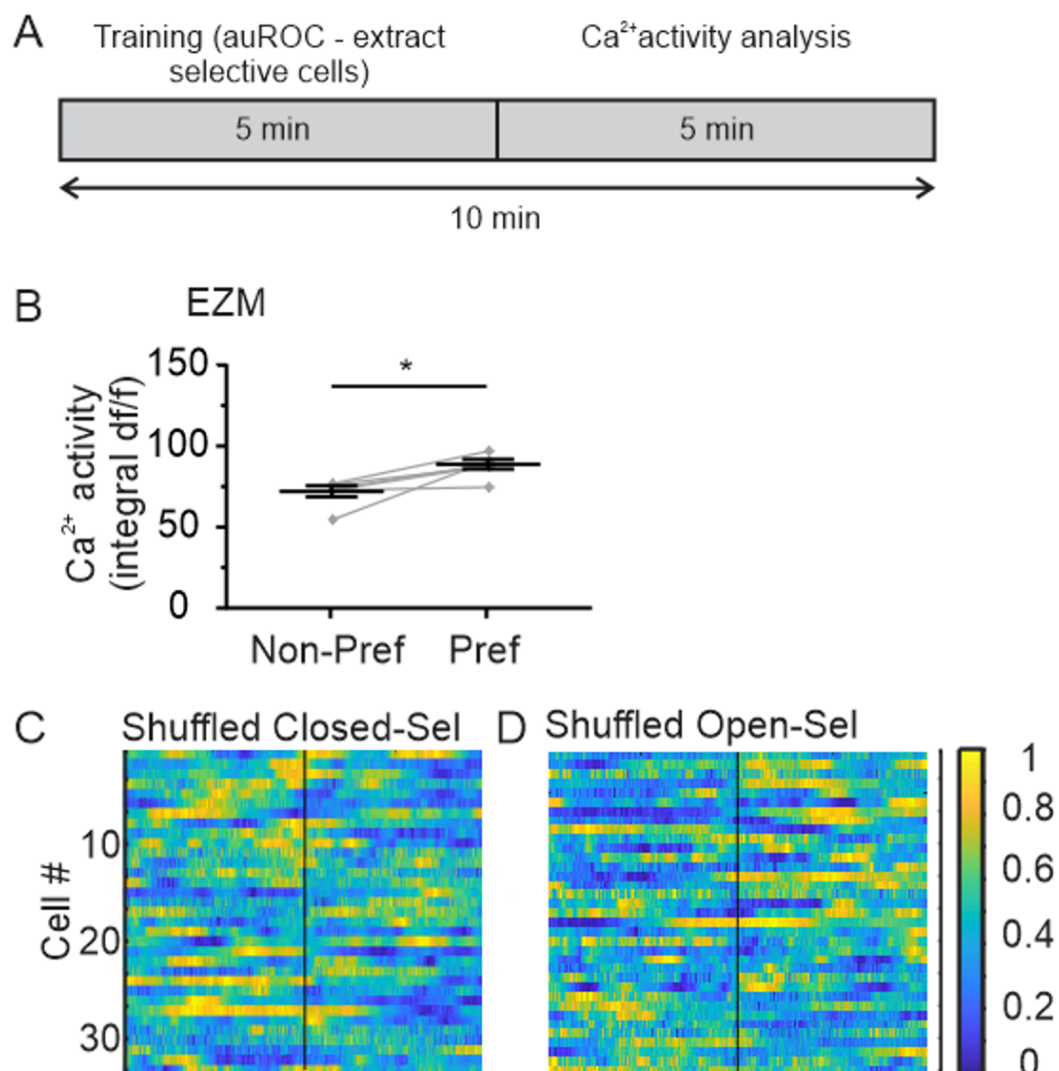 A
Training (auROC - extract
selective cells)
Ca²⁺activity analysis
5 min
5 min
10 min
B
EZM
Ca²⁺ activity
(integral df/f)
150
100
50
0
*
Non-Pref
Pref
C
Shuffled Closed-Sel
Cell #
10
20
30
D
Shuffled Open-Sel
1
0.8
0.6
0.4
0.2
0